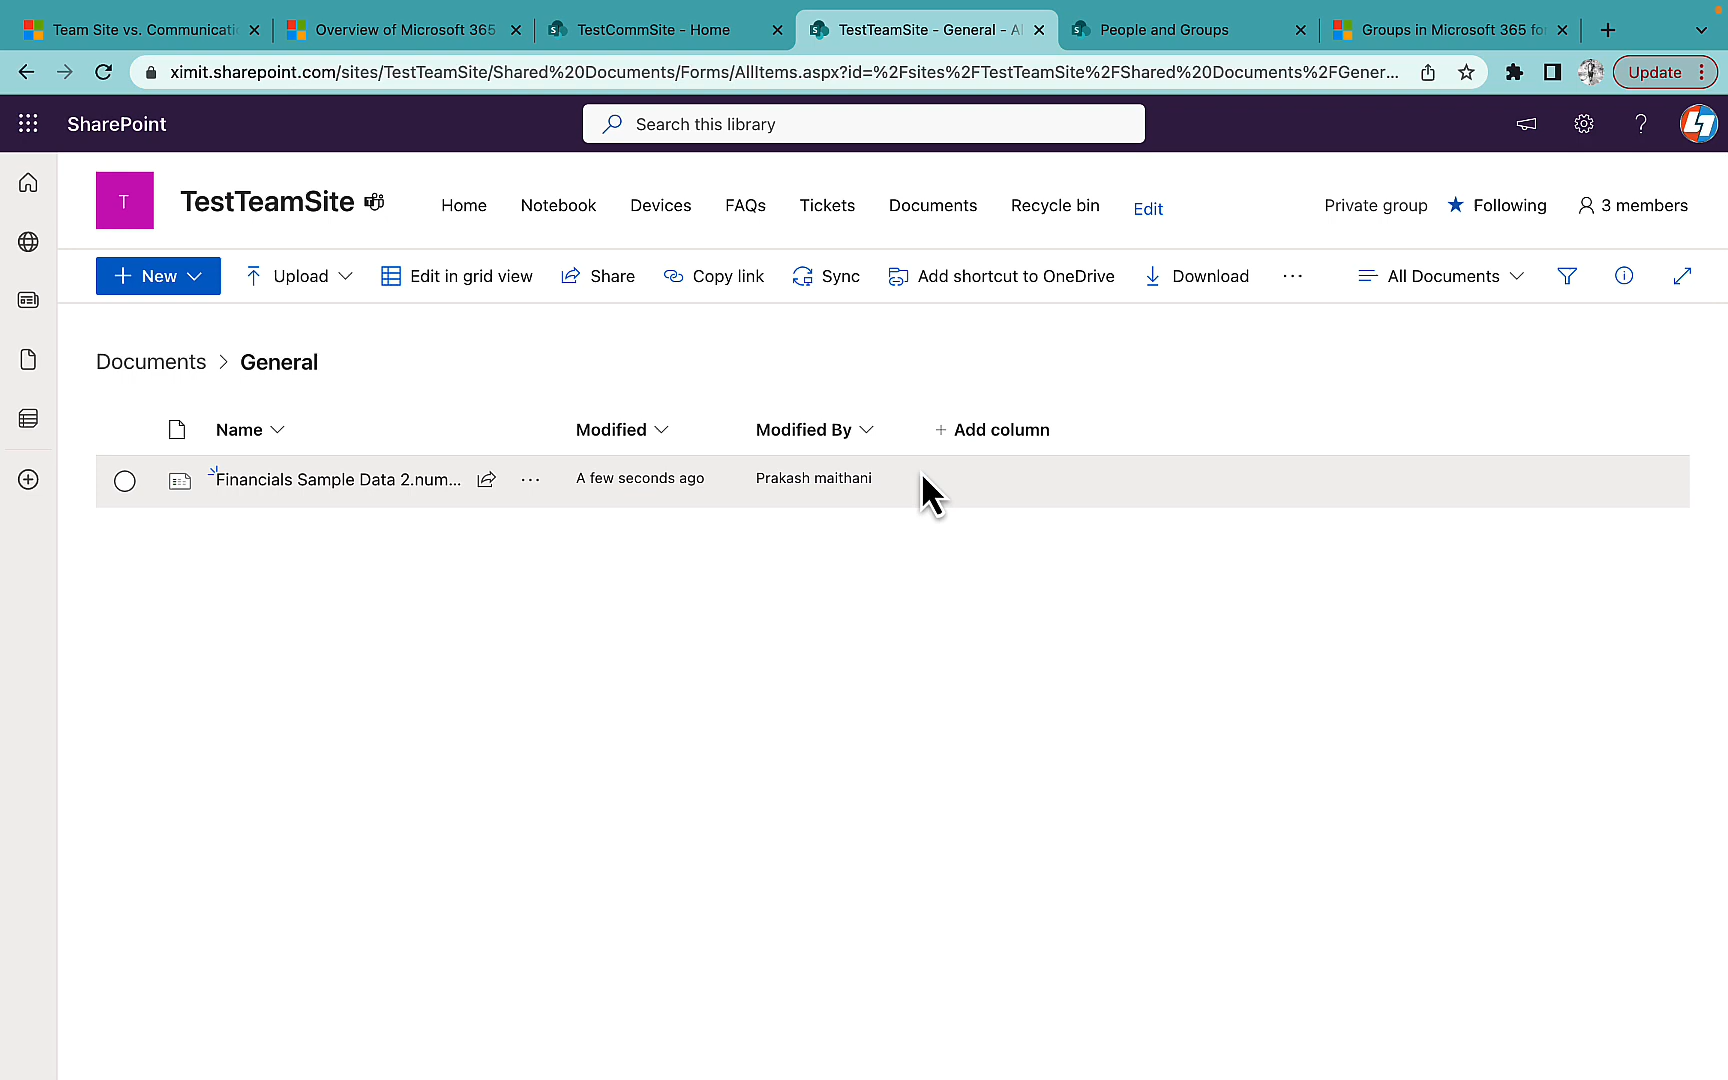 Team Site vs. Communicati
Overview of Microsoft 365
TestCommSite - Home
TestTeamSite - General - Al
People and Groups
Groups in Microsoft 365 fo
ximit.sharepoint.com/sites/TestTeamSite/Shared%20Documents/Forms/AllItems.aspx?id=%2Fsites%2FTestTeamSite%2FShared%20Documents%2FGener...
Update
SharePoint
Search this library
T
TestTeamSite
Home
Notebook
Devices
FAQs
Tickets
Documents
Recycle bin
Edit
Private group
Following
3 members
New
Upload
Edit in grid view
Share
Copy link
Sync
Add shortcut to OneDrive
Download
All Documents
Documents > General
Name
Modified
Modified By
+ Add column
Financials Sample Data 2.num...
A few seconds ago
Prakash maithani